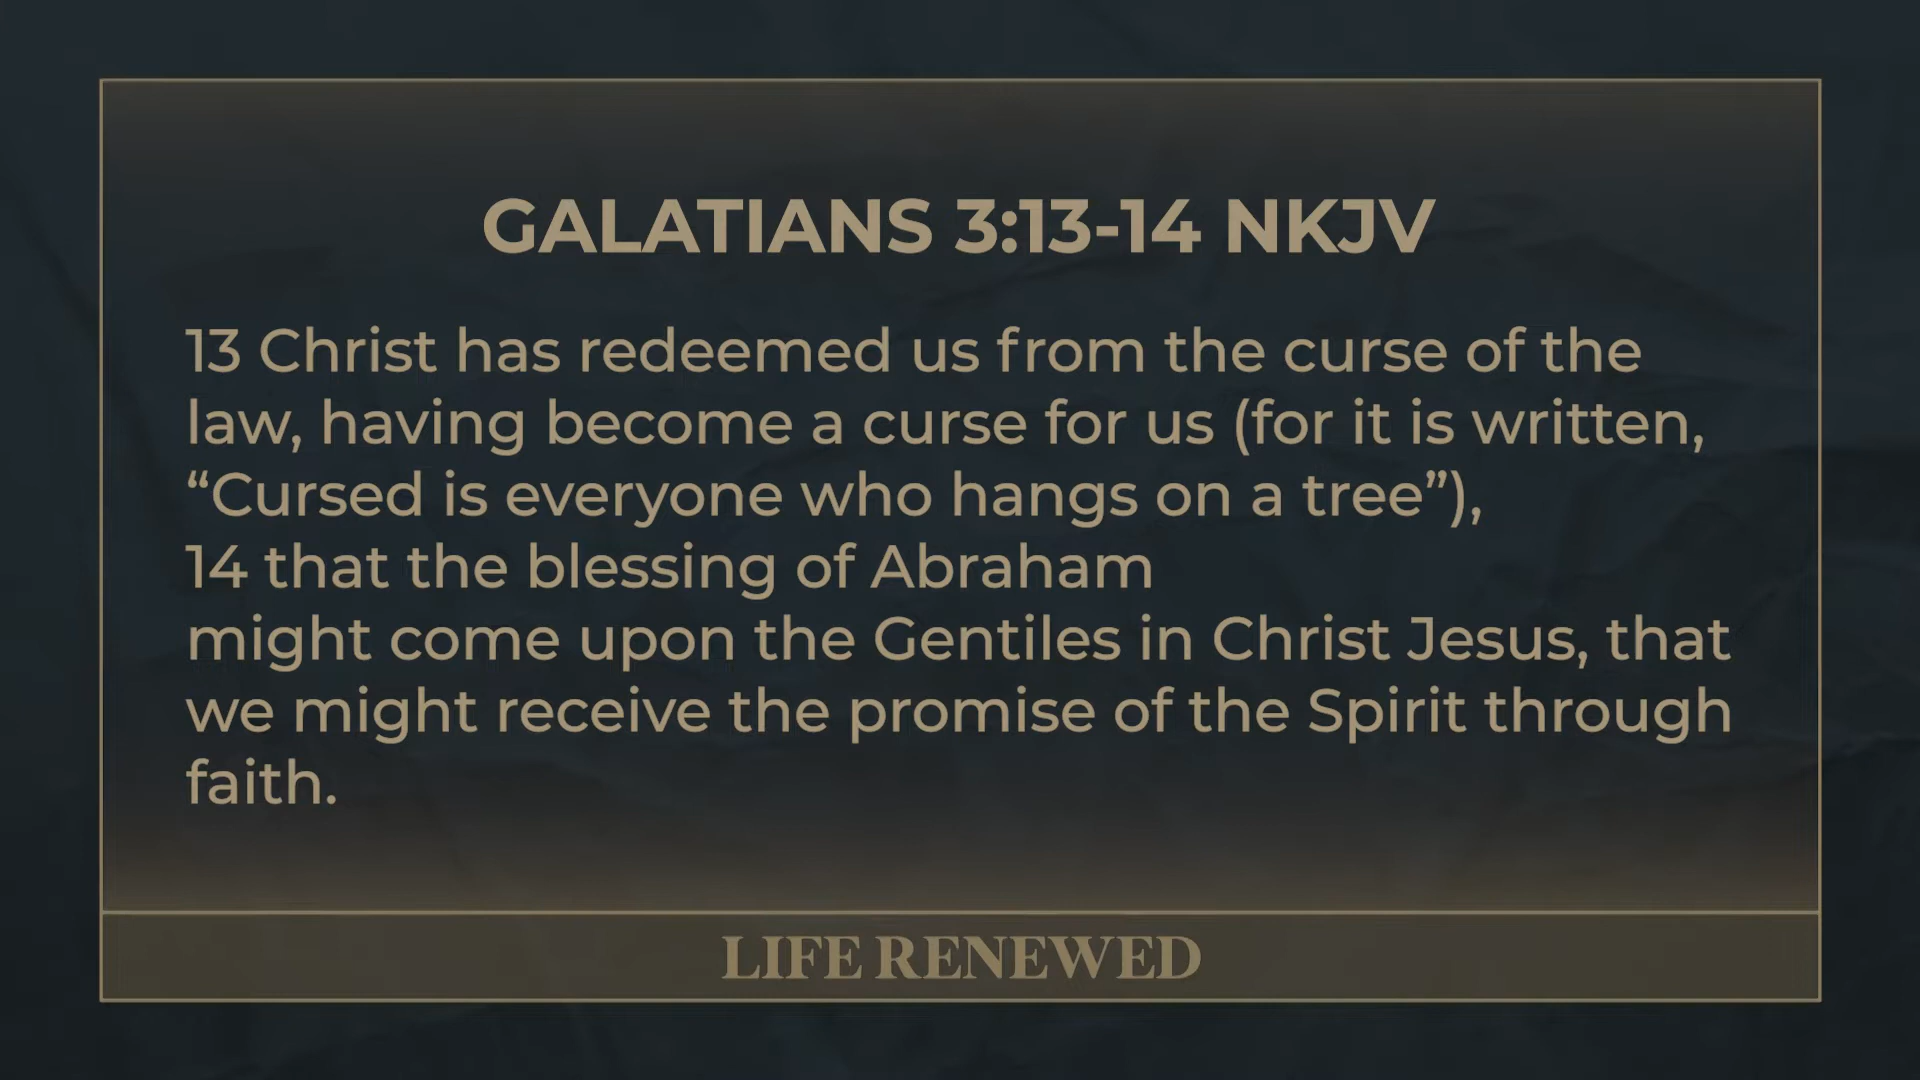 GALATIANS 3:13-14 NKJV
13 Christ has redeemed us from the curse of the
law, having become a curse for us (for it is written,
“Cursed is everyone who hangs on a tree”),
14 that the blessing of Abraham
might come upon the Gentiles in Christ Jesus, that
we might receive the promise of the Spirit through
faith.
LIFE RENEWED